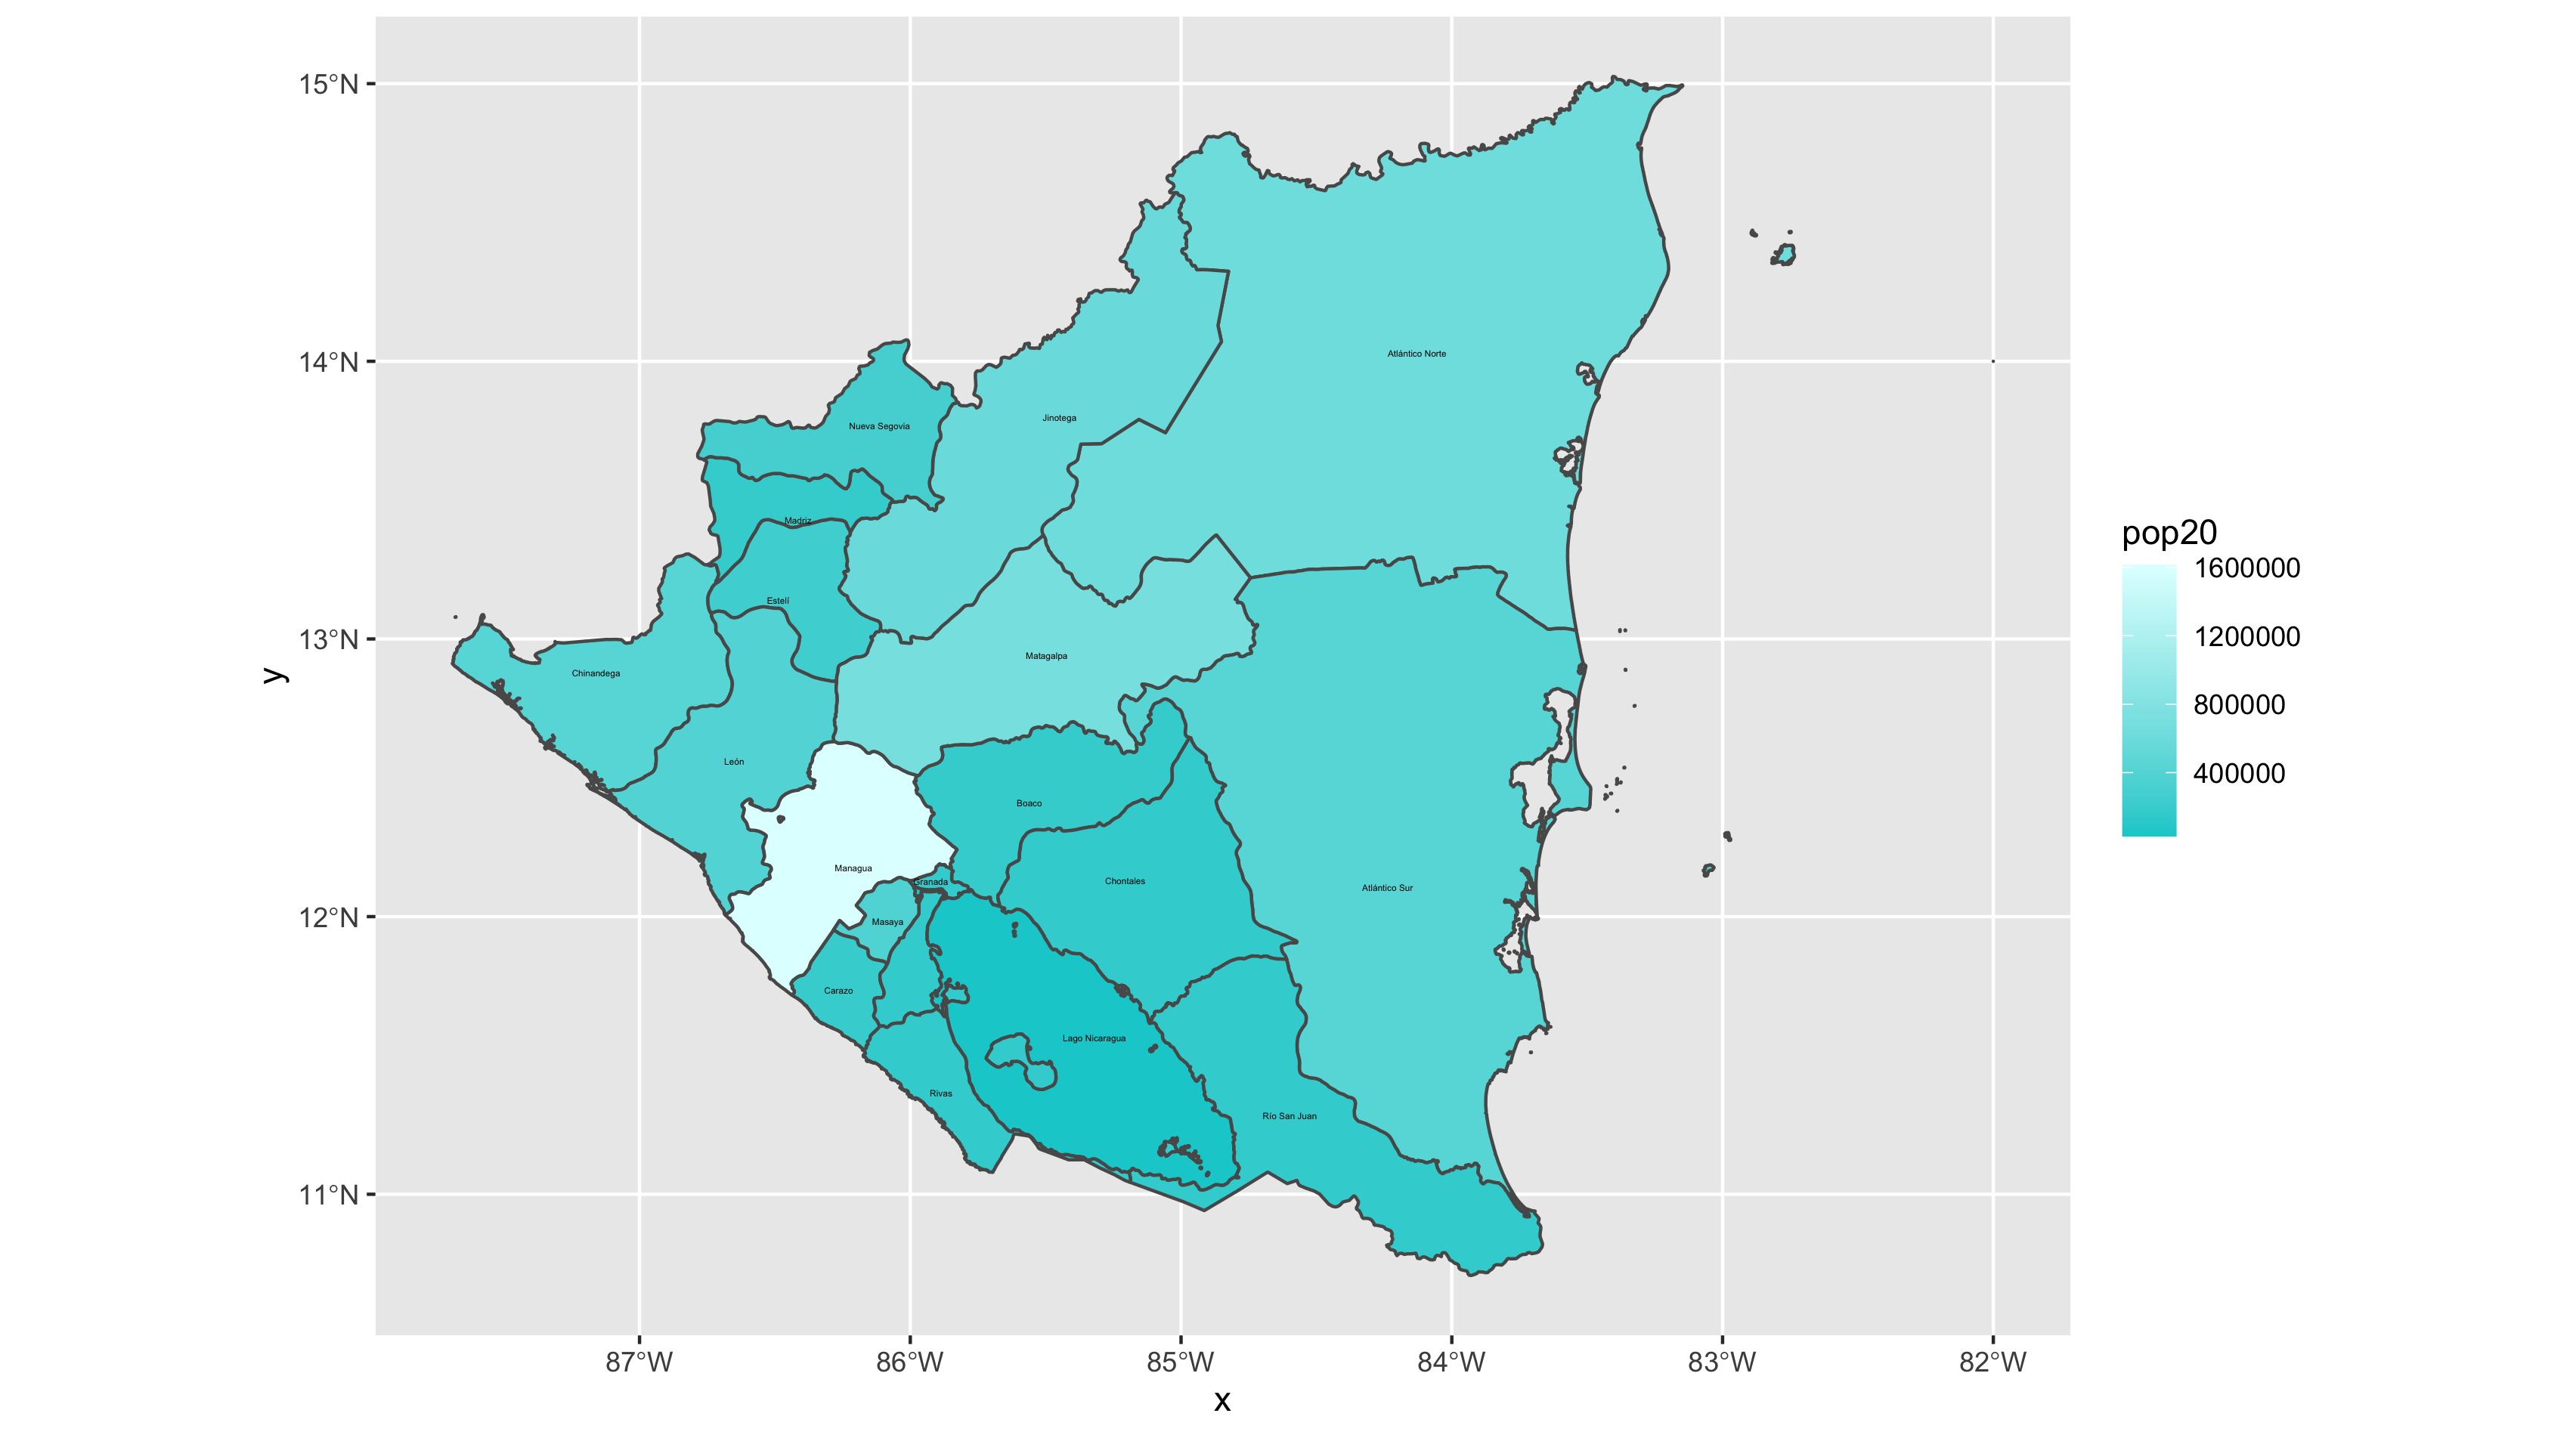 15°N
14°N
13°N
12°N
11°N
y
Atlántico Norte
Jinotega
Nueva Segovia
Madriz
Estelí
Matagalpa
Chinandega
León
Boaco
Managua
Granada
Chontales
Atlántico Sur
Masaya
Carazo
Lago Nicaragua
Rivas
Río San Juan
87°W 86°W 85°W 84°W 83°W 82°W
x
pop20
1600000
1200000
800000
400000